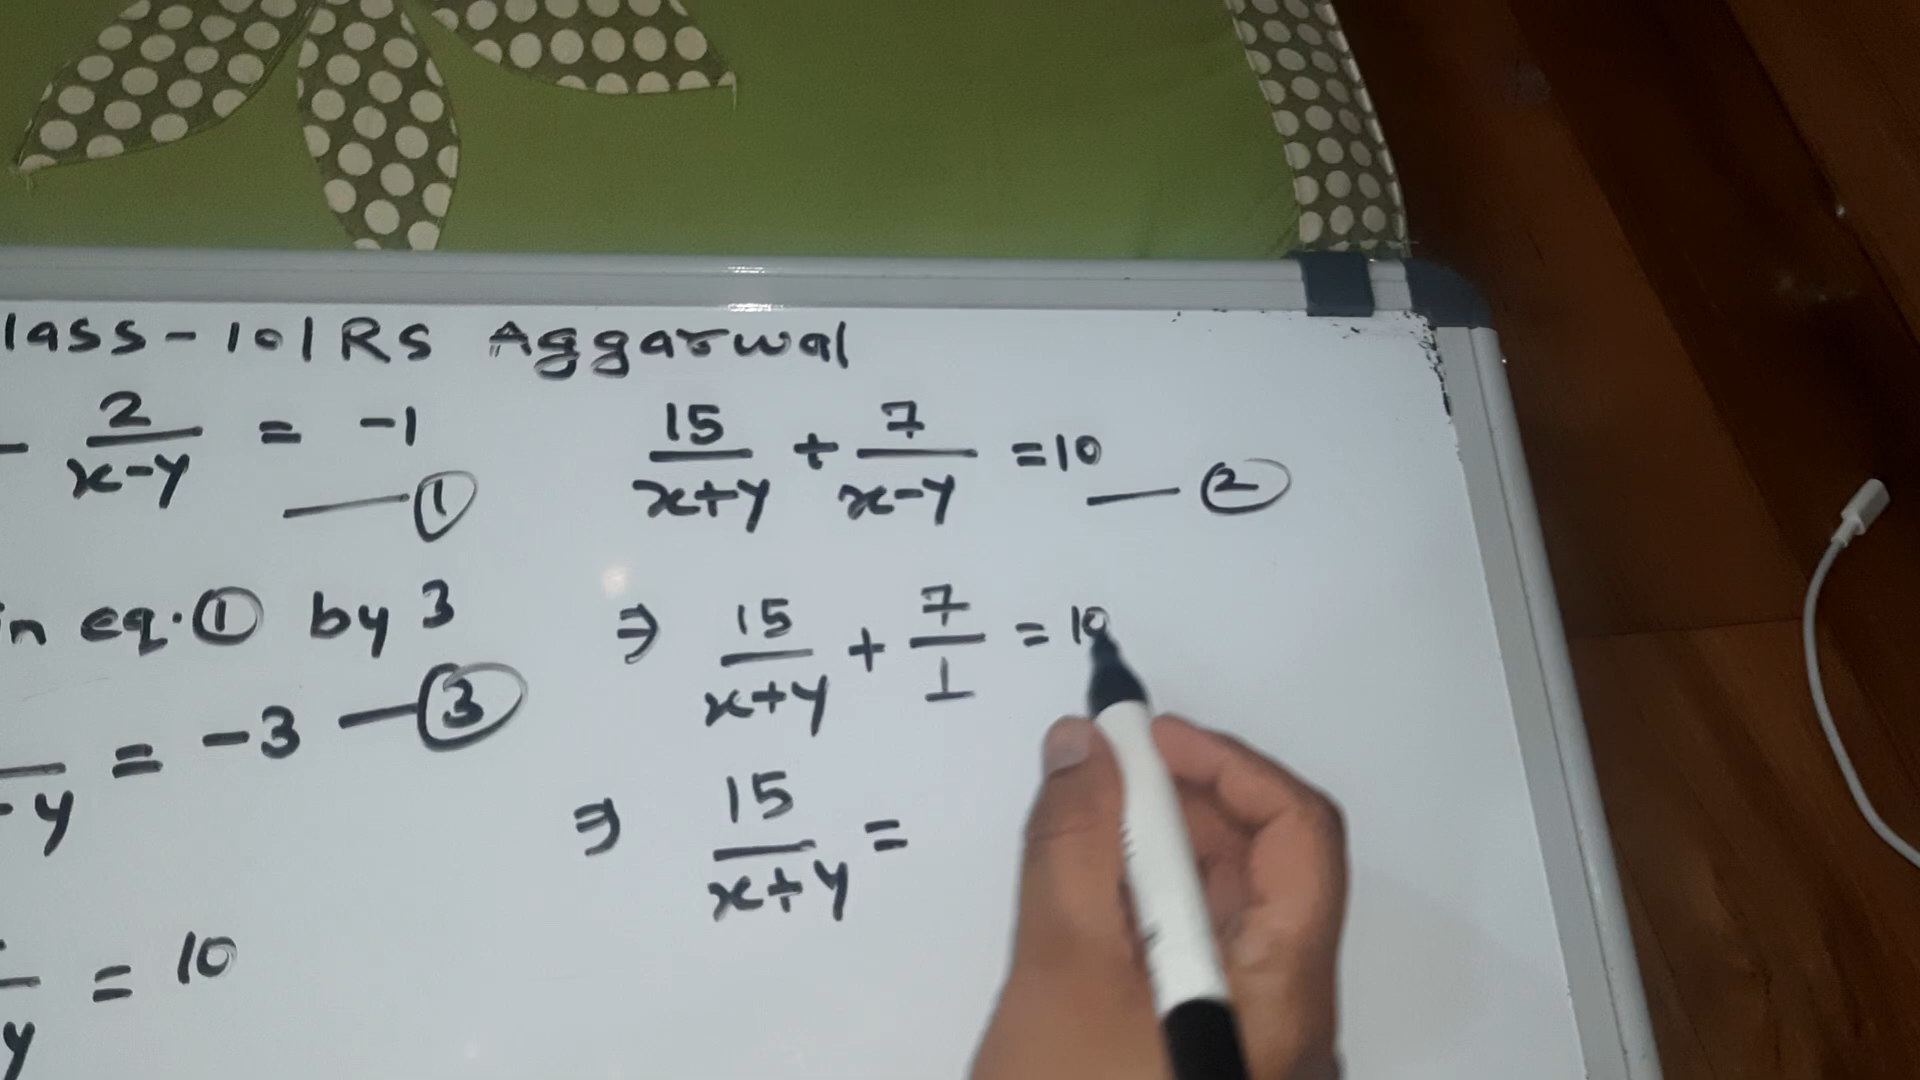 lass-10/RS Aggarwal
- 2/(x-y) = -1 —①
15/(x+y) + 7/(x-y) =10 —②
in eq.① by 3
⇒ 15/(x+y) + 7/1 = 10
-y = -3 —③
⇒ 15/(x+y) =
y = 10